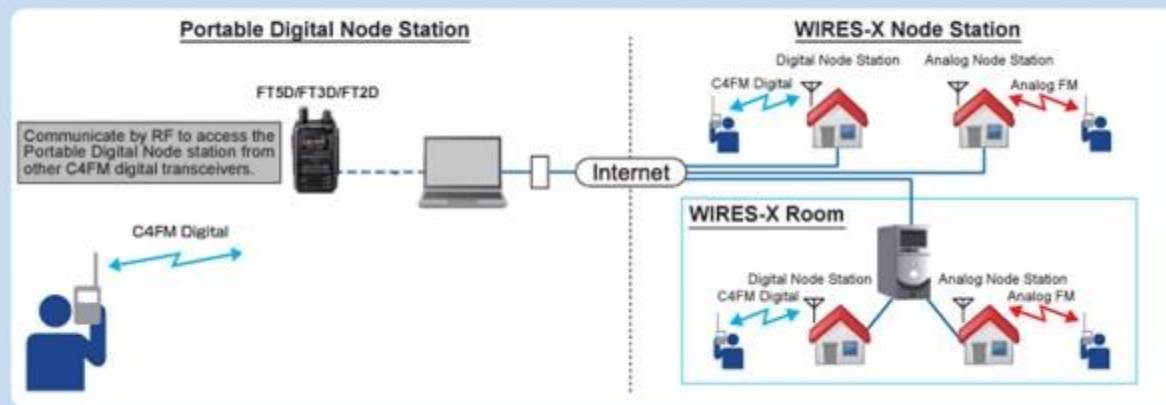 Portable Digital Node Station
FT5D/FT3D/FT2D
Communicate by RF to access the
Portable Digital Node station from
other C4FM digital transceivers.
C4FM Digital
Internet
WIRES-X Node Station
Digital Node Station
Analog Node Station
C4FM Digital
Analog FM
WIRES-X Room
Digital Node Station
Analog Node Station
C4FM Digital
Analog FM